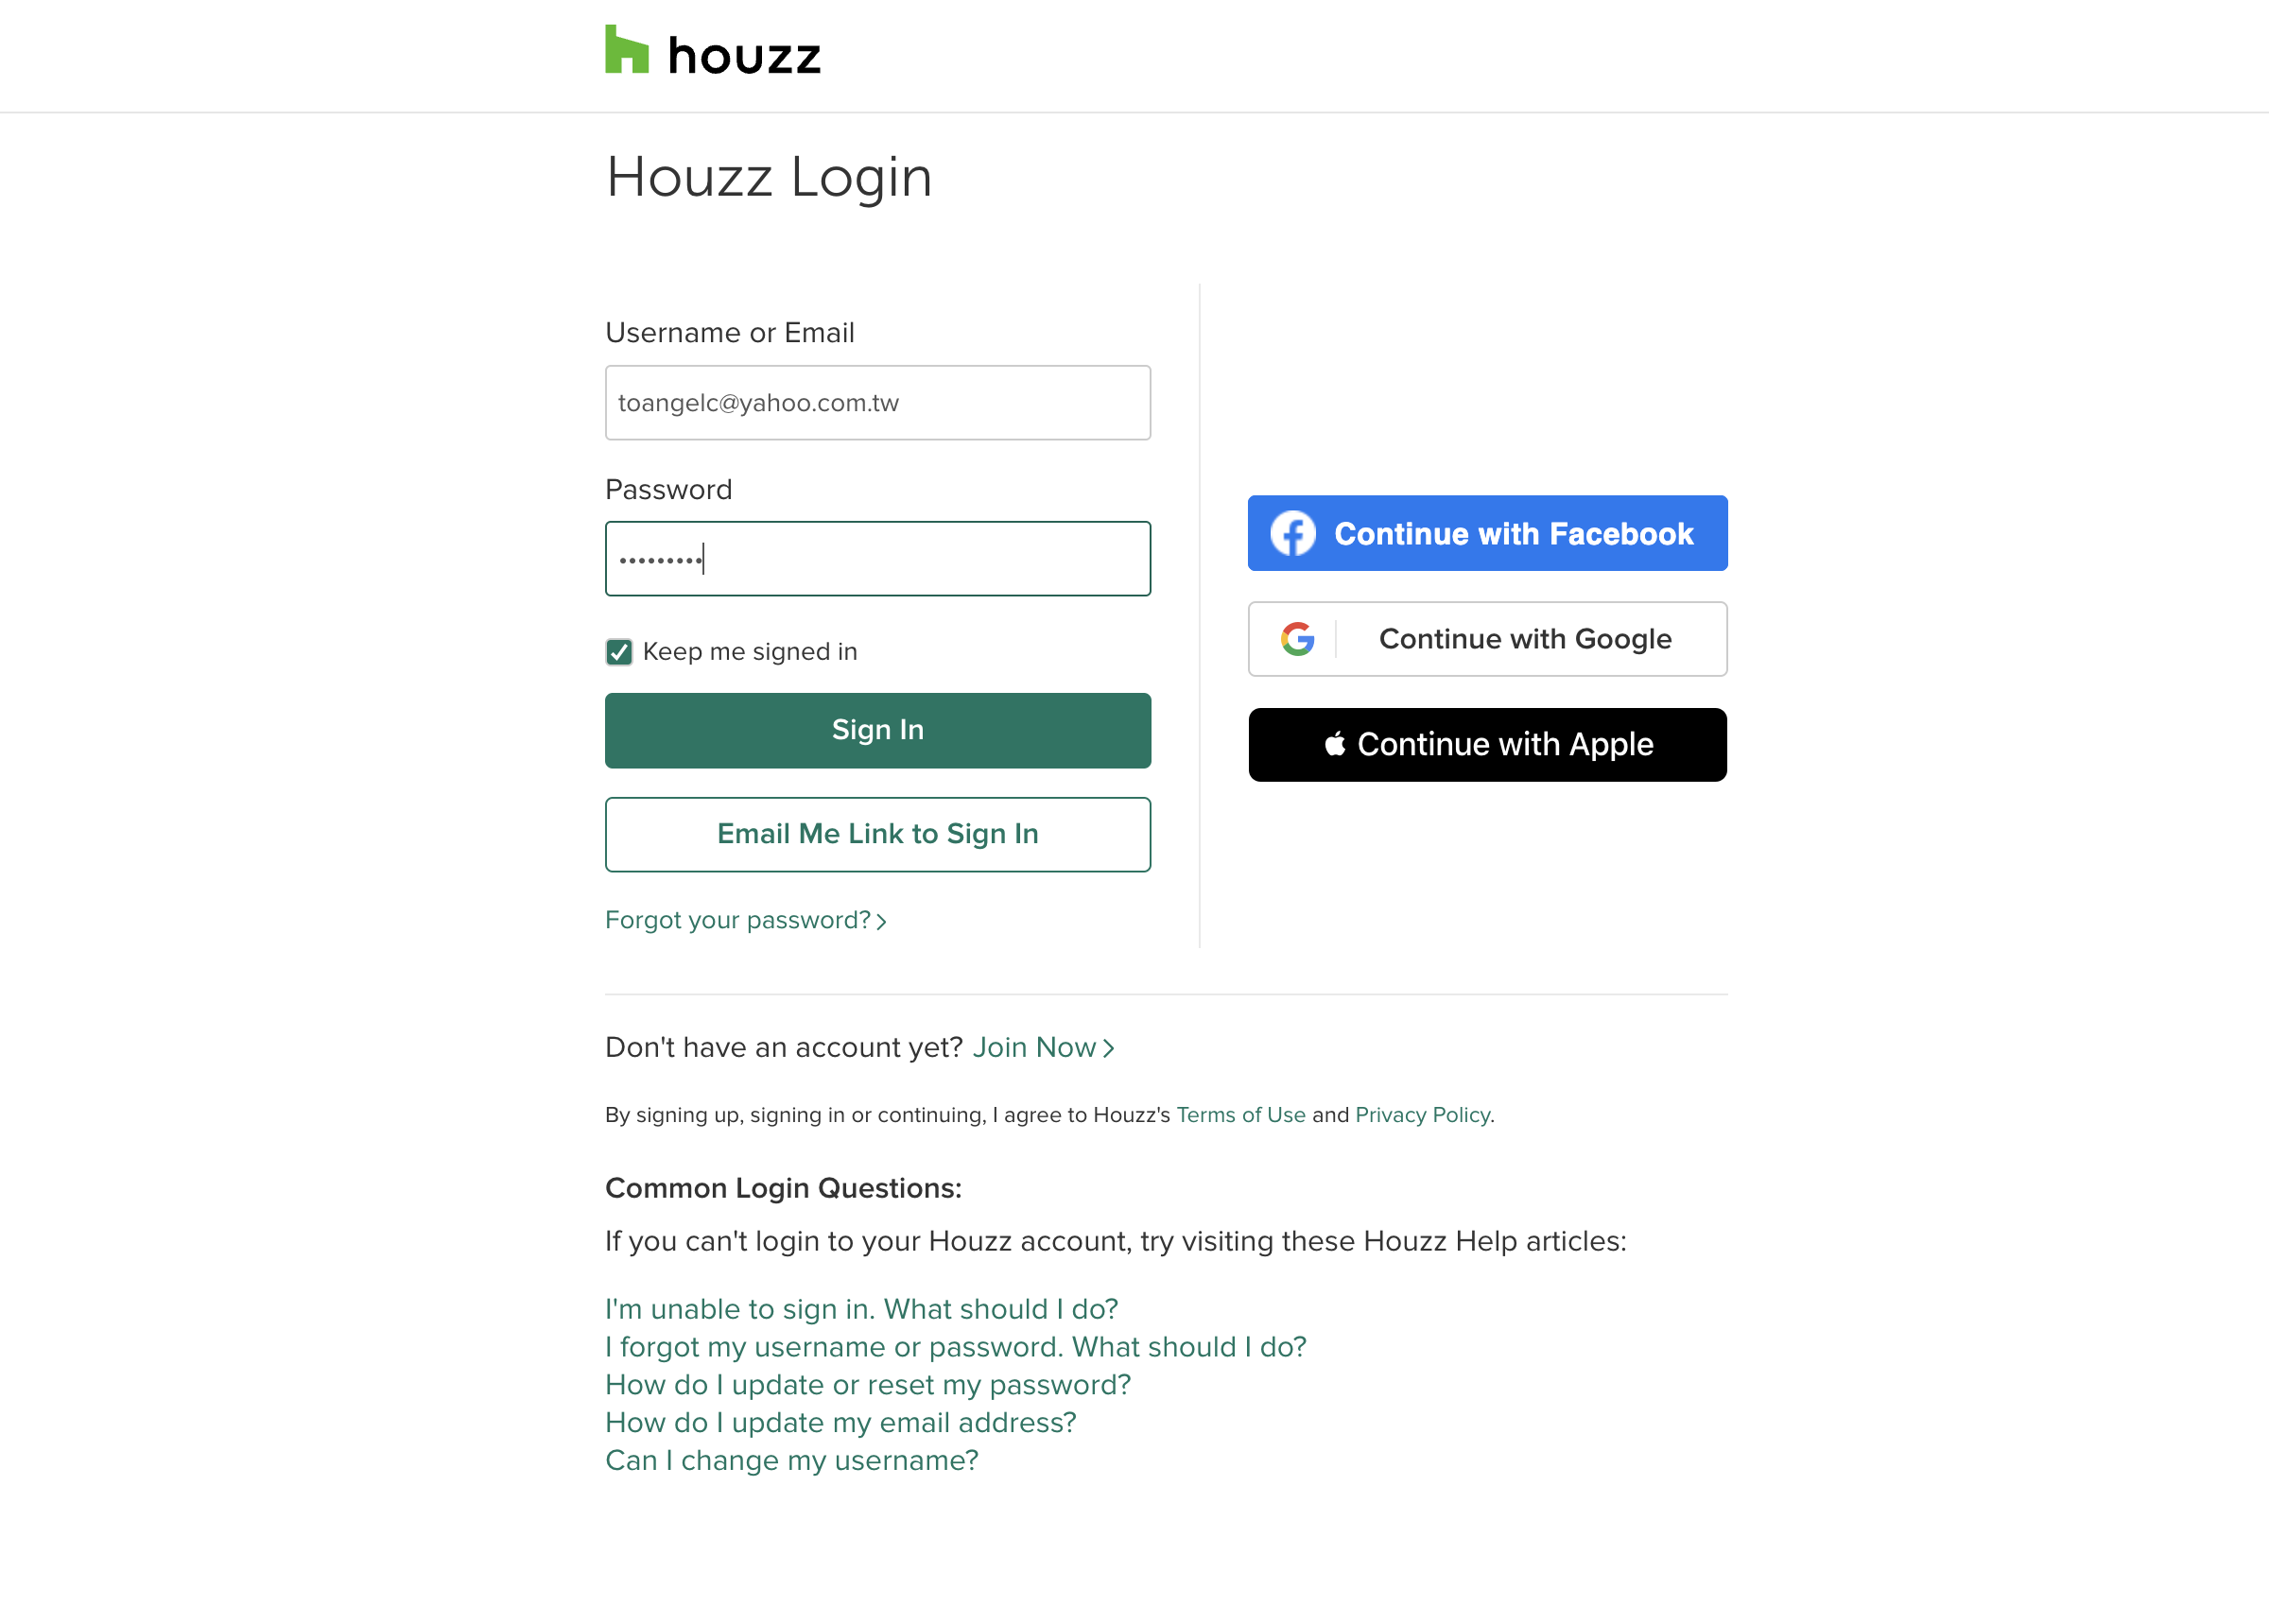 houzz
Houzz Login
Username or Email
toangelc@yahoo.com.tw
Password
•••••••••
Keep me signed in
Sign In
Email Me Link to Sign In
Forgot your password?
Continue with Facebook
Continue with Google
Continue with Apple
Don't have an account yet? Join Now
By signing up, signing in or continuing, I agree to Houzz's Terms of Use and Privacy Policy.
Common Login Questions:
If you can't login to your Houzz account, try visiting these Houzz Help articles:
I'm unable to sign in. What should I do?
I forgot my username or password. What should I do?
How do I update or reset my password?
How do I update my email address?
Can I change my username?